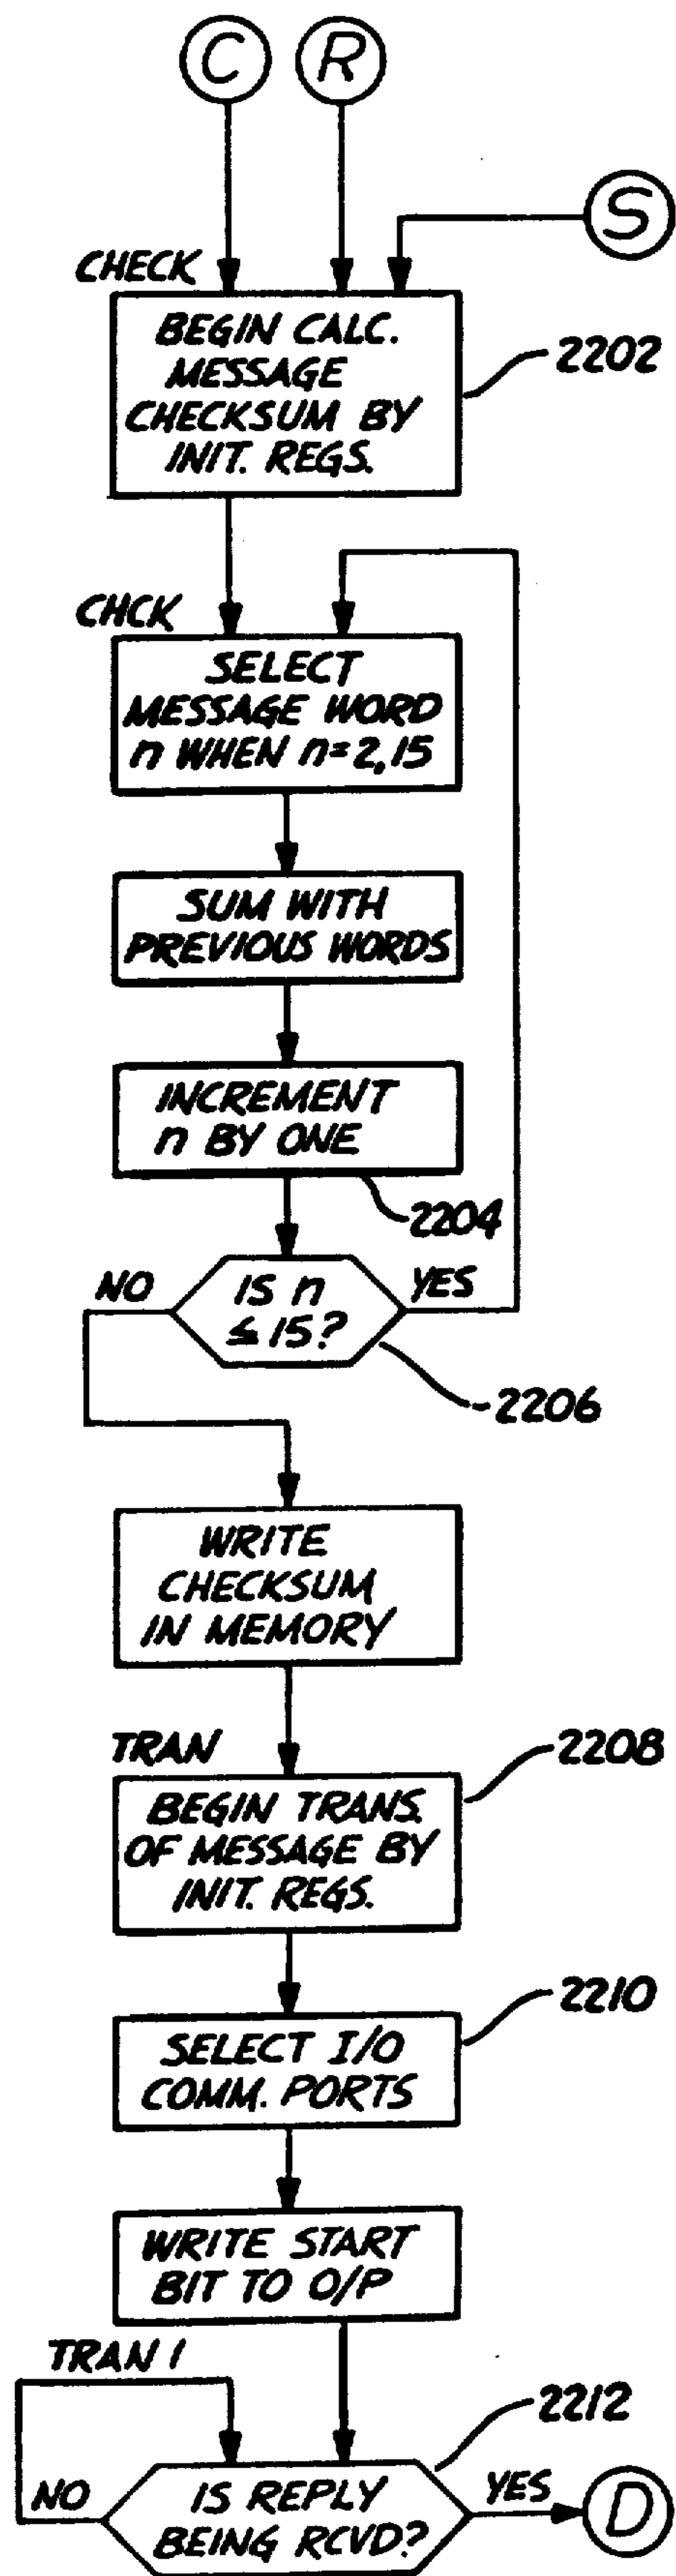 C R
S
CHECK
BEGIN CALC.
MESSAGE
CHECKSUM BY
INIT. REGS.
2202
CHCK
SELECT
MESSAGE WORD
n WHEN n=2,15
SUM WITH
PREVIOUS WORDS
INCREMENT
n BY ONE
2204
NO
IS n
≤ 15?
YES
2206
WRITE
CHECKSUM
IN MEMORY
TRAN
2208
BEGIN TRANS.
OF MESSAGE BY
INIT. REGS.
2210
SELECT I/O
COMM. PORTS
WRITE START
BIT TO O/P
TRAN 1
2212
NO
IS REPLY
BEING RCVD?
YES
D